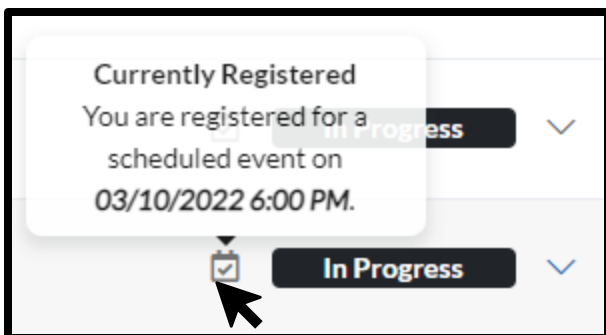 Currently Registered
You are registered for a
scheduled event on
03/10/2022 6:00 PM.
In Progress
In Progress